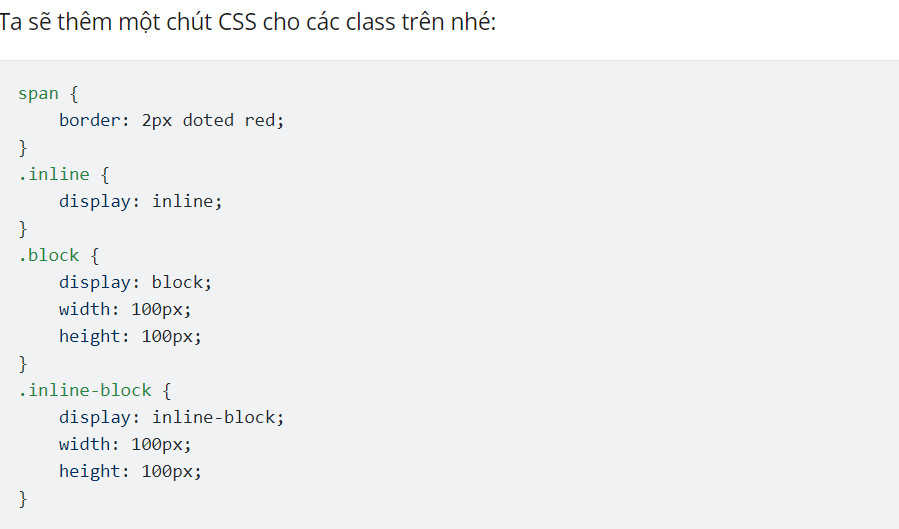 Ta sẽ thêm một chút CSS cho các class trên nhé:
span {
    border: 2px doted red;
}
.inline {
    display: inline;
}
.block {
    display: block;
    width: 100px;
    height: 100px;
}
.inline-block {
    display: inline-block;
    width: 100px;
    height: 100px;
}